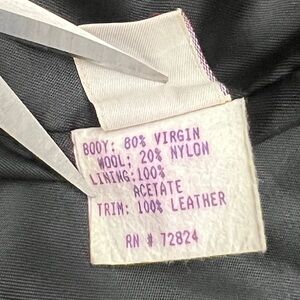 BODY: 80% VIRGIN
WOOL; 20% NYLON
LINING:100%
ACETATE
TRIM: 100% LEATHER
RN # 72824